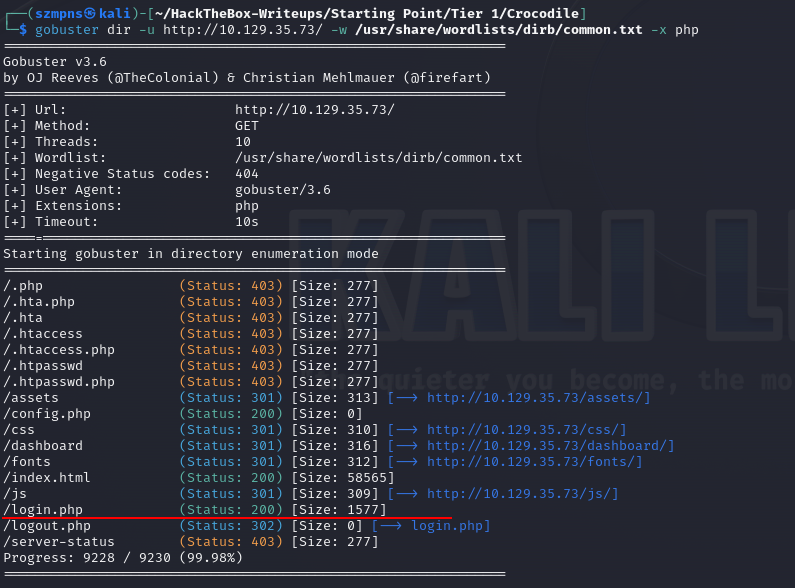 ┌──(szmpns㉿kali)-[~/HackTheBox-Writeups/Starting Point/Tier 1/Crocodile]
└─$ gobuster dir -u http://10.129.35.73/ -w /usr/share/wordlists/dirb/common.txt -x php
===============================================================
Gobuster v3.6
by OJ Reeves (@TheColonial) & Christian Mehlmauer (@firefart)
===============================================================
[+] Url:                     http://10.129.35.73/
[+] Method:                  GET
[+] Threads:                 10
[+] Wordlist:                /usr/share/wordlists/dirb/common.txt
[+] Negative Status codes:   404
[+] User Agent:              gobuster/3.6
[+] Extensions:              php
[+] Timeout:                 10s
===============================================================
Starting gobuster in directory enumeration mode
===============================================================
/.php                 (Status: 403) [Size: 277]
/.hta.php             (Status: 403) [Size: 277]
/.hta                 (Status: 403) [Size: 277]
/.htaccess            (Status: 403) [Size: 277]
/.htaccess.php        (Status: 403) [Size: 277]
/.htpasswd            (Status: 403) [Size: 277]
/.htpasswd.php        (Status: 403) [Size: 277]
/assets               (Status: 301) [Size: 313] [--> http://10.129.35.73/assets/]
/config.php           (Status: 200) [Size: 0]
/css                  (Status: 301) [Size: 310] [--> http://10.129.35.73/css/]
/dashboard            (Status: 301) [Size: 316] [--> http://10.129.35.73/dashboard/]
/fonts                (Status: 301) [Size: 312] [--> http://10.129.35.73/fonts/]
/index.html           (Status: 200) [Size: 58565]
/js                   (Status: 301) [Size: 309] [--> http://10.129.35.73/js/]
/login.php            (Status: 200) [Size: 1577]
/logout.php           (Status: 302) [Size: 0] [--> login.php]
/server-status        (Status: 403) [Size: 277]
Progress: 9228 / 9230 (99.98%)
===============================================================
KALI L
quieter you become, the mo